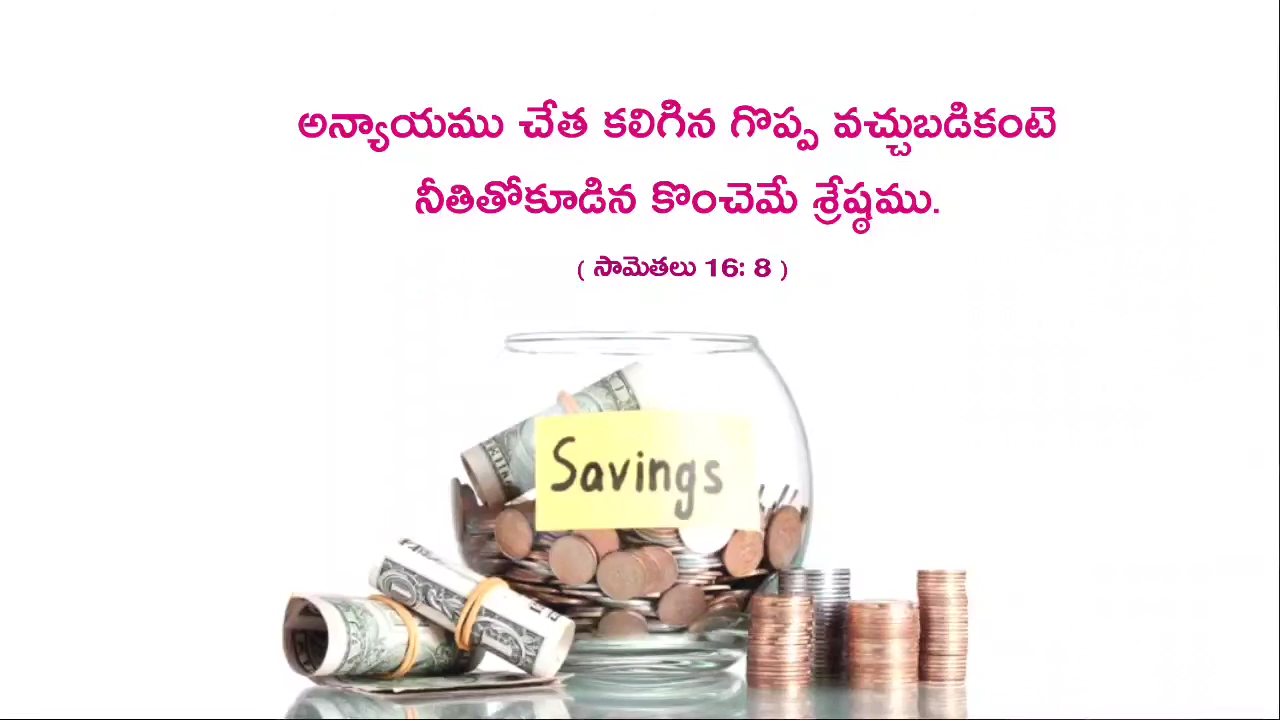 అన్యాయము చేత కలిగిన గొప్ప వచ్చుబడికంటె
నీతితోకూడిన కొంచెమే శ్రేష్ఠము.
( సామెతలు 16: 8 )
Savings